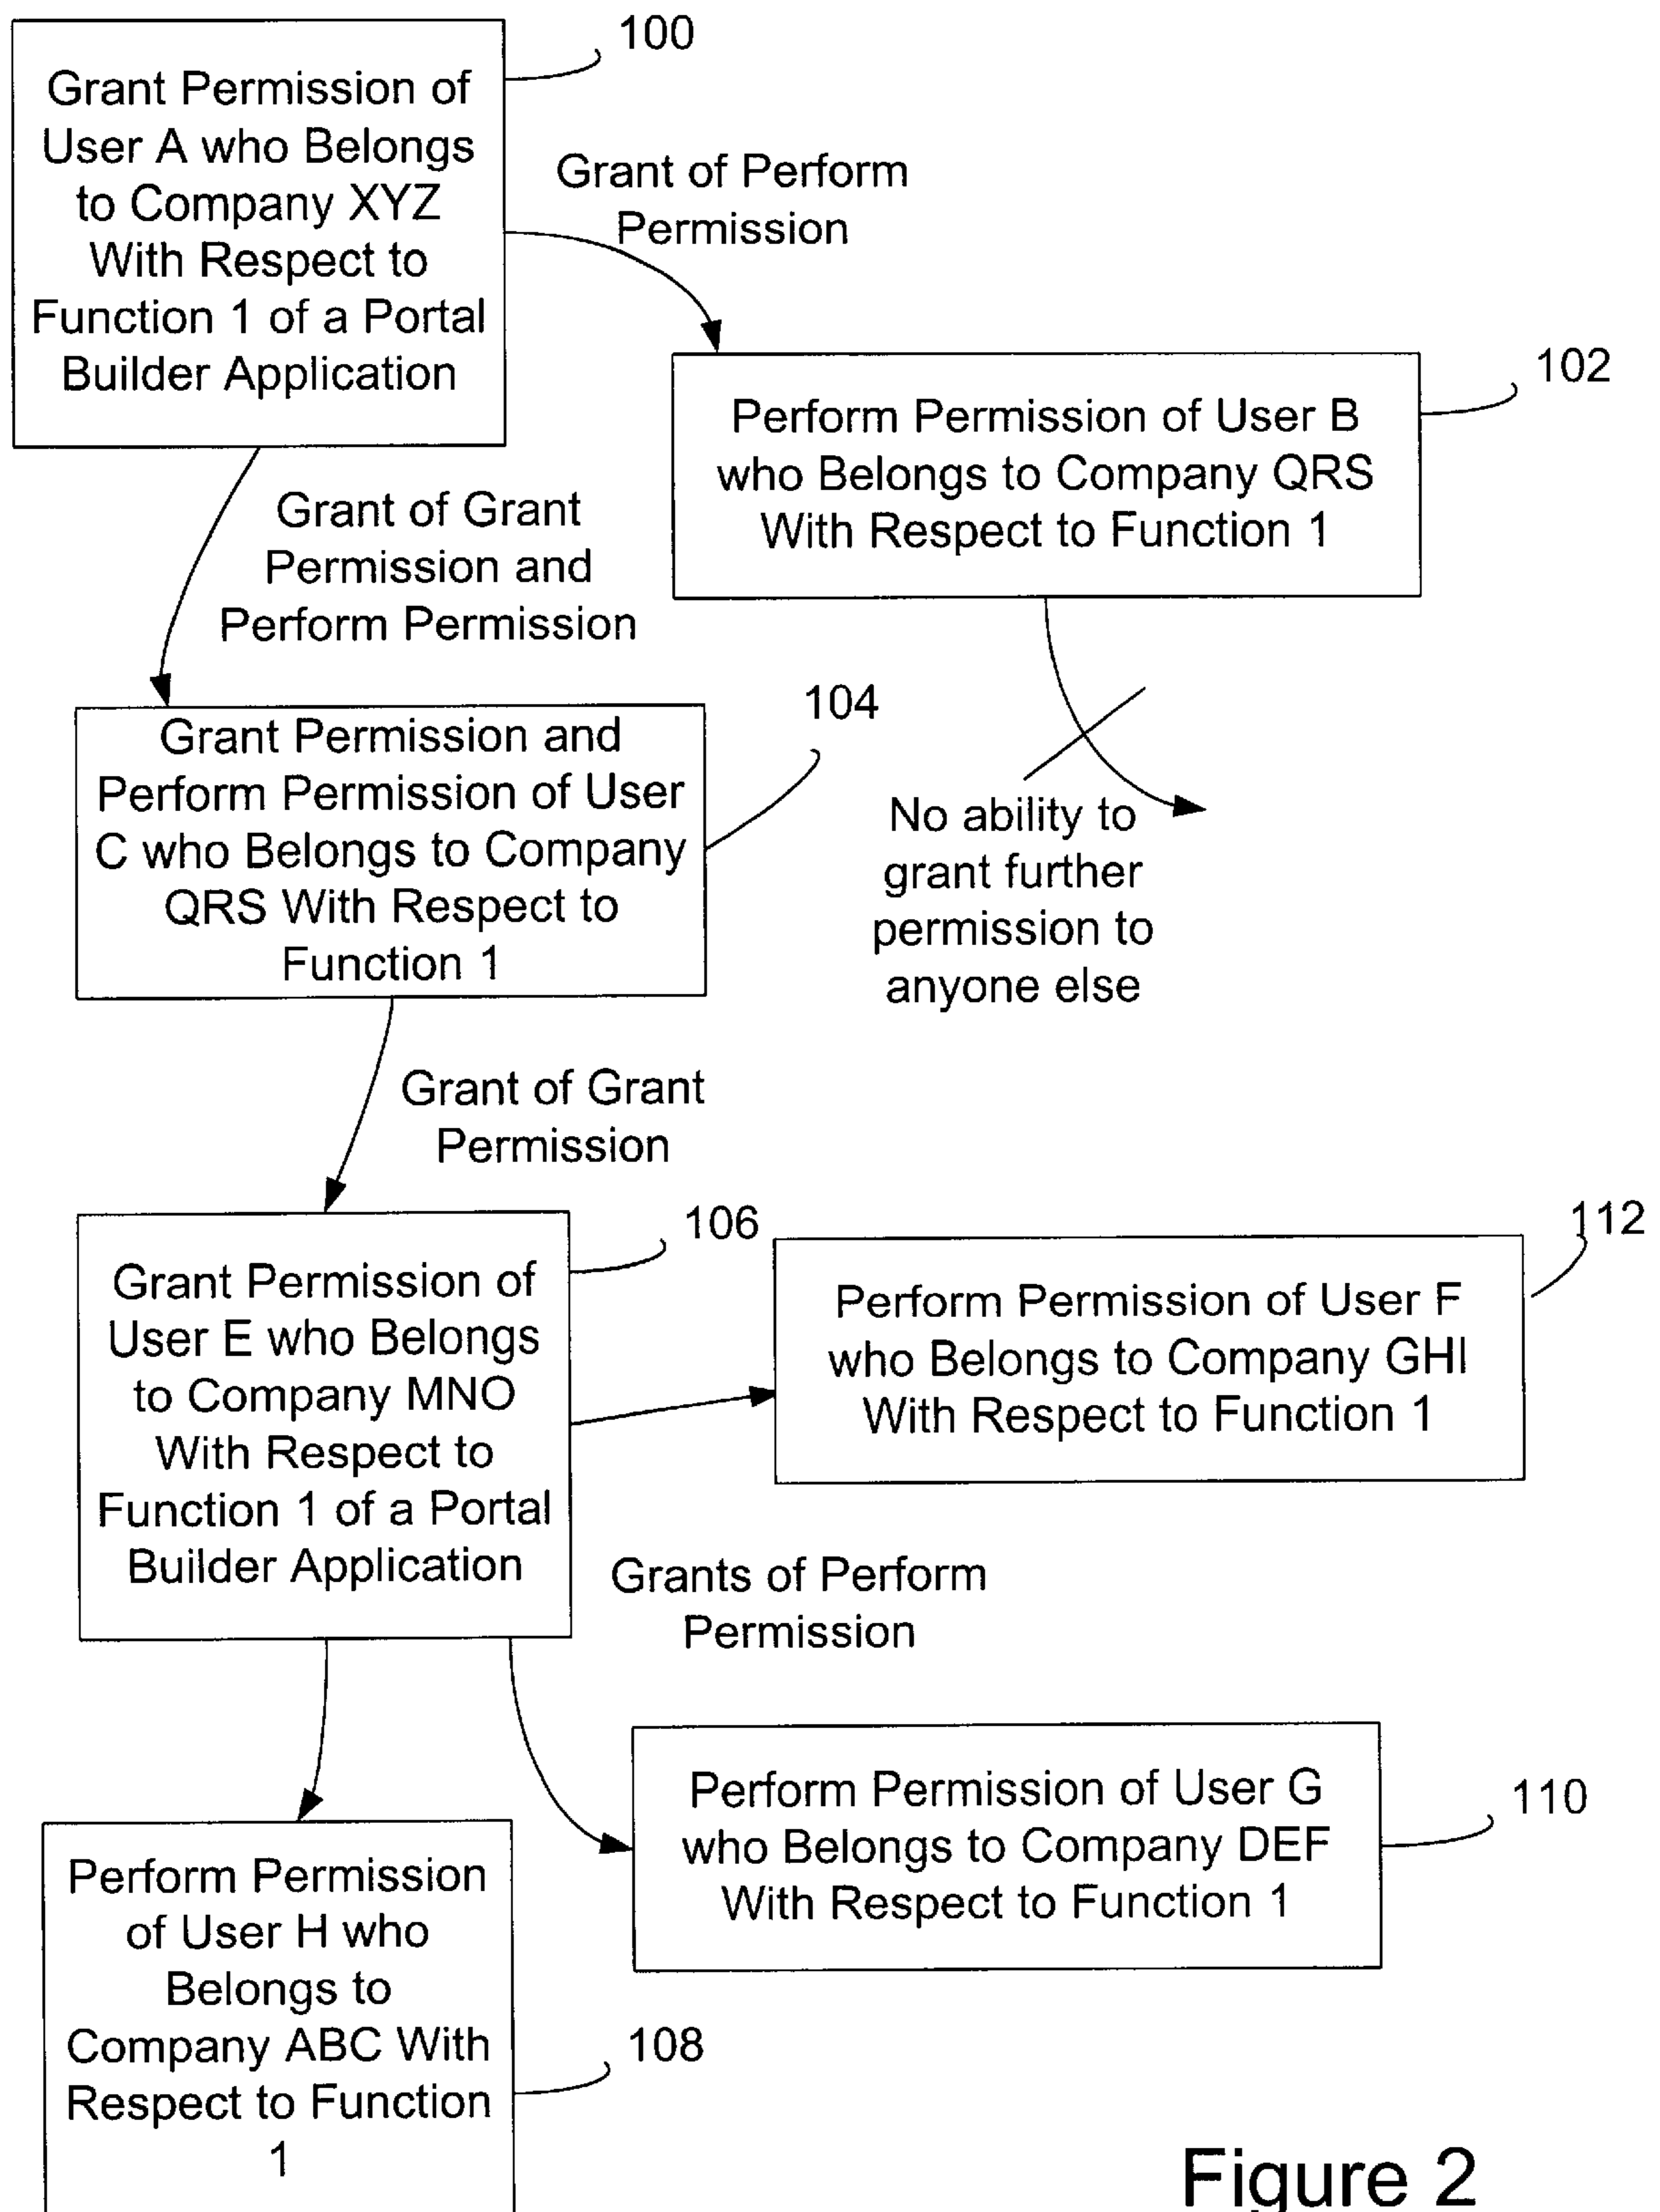 100
Grant Permission of
User A who Belongs
to Company XYZ
With Respect to
Function 1 of a Portal
Builder Application
Grant of Perform
Permission
102
Perform Permission of User B
who Belongs to Company QRS
With Respect to Function 1
Grant of Grant
Permission and
Perform Permission
104
Grant Permission and
Perform Permission of User
C who Belongs to Company
QRS With Respect to
Function 1
No ability to
grant further
permission to
anyone else
Grant of Grant
Permission
106
Grant Permission of
User E who Belongs
to Company MNO
With Respect to
Function 1 of a Portal
Builder Application
112
Perform Permission of User F
who Belongs to Company GHI
With Respect to Function 1
Grants of Perform
Permission
Perform Permission of User G
who Belongs to Company DEF
With Respect to Function 1
110
Perform Permission
of User H who
Belongs to
Company ABC With
Respect to Function
1
108
Figure 2